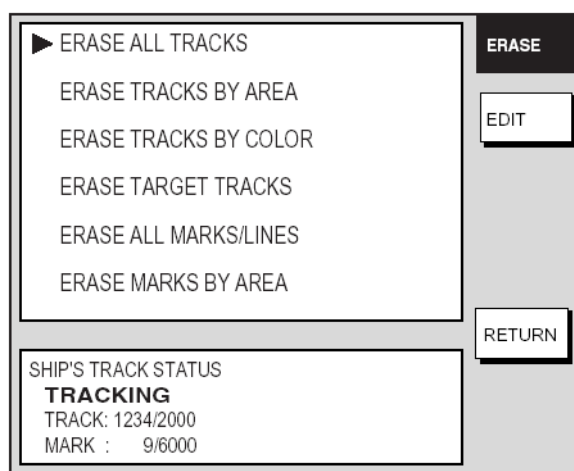 ERASE ALL TRACKS
ERASE TRACKS BY AREA
ERASE TRACKS BY COLOR
ERASE TARGET TRACKS
ERASE ALL MARKS/LINES
ERASE MARKS BY AREA
ERASE
EDIT
RETURN
SHIP'S TRACK STATUS
TRACKING
TRACK: 1234/2000
MARK : 9/6000